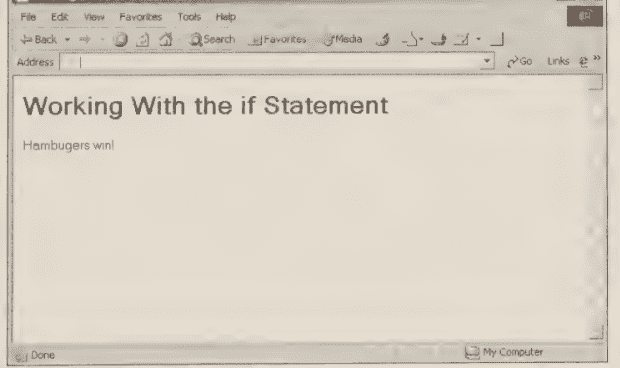 File Edit View Favorites Tools Help
Back Search Favorites Media
Address Go Links »
Working With the if Statement
Hambugers win!
Done My Computer